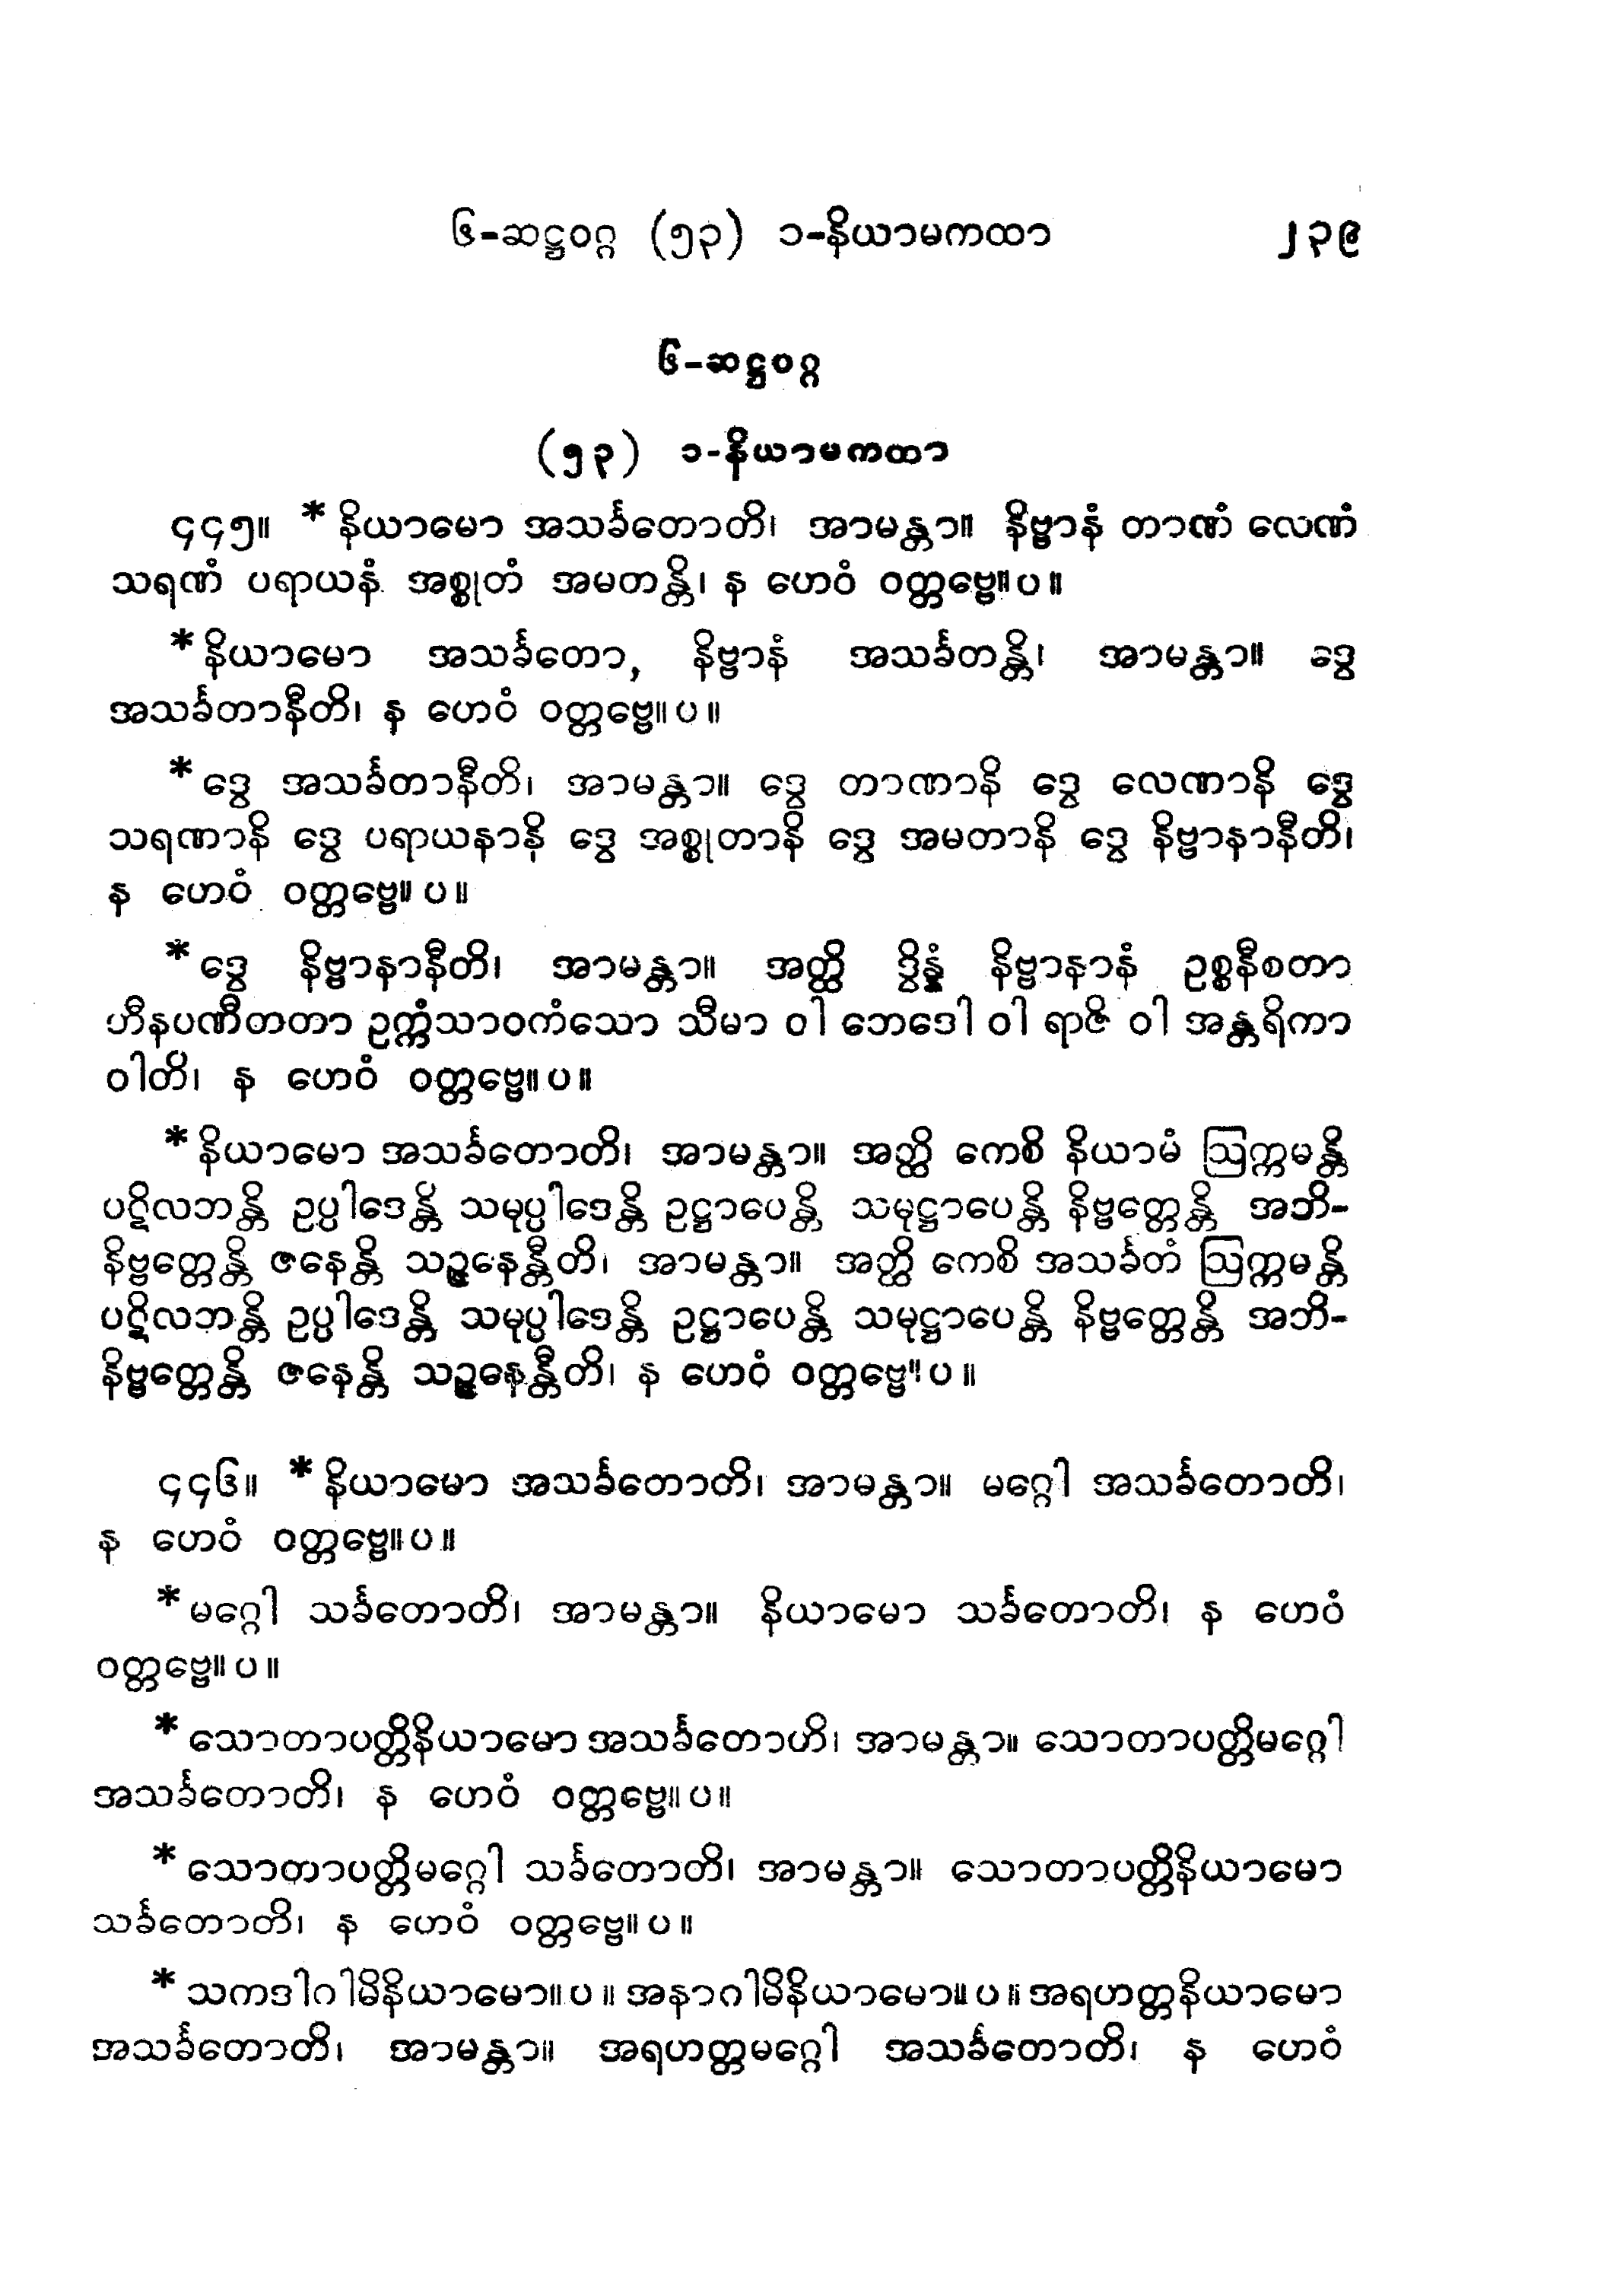 ၆-ဆဋ္ဌဝဂ္ဂ (၅၃) ၁-နိယာမကထာ ၂၃၉
၆-ဆဋ္ဌဝဂ္ဂ
(၅၃) ၁-နိယာမကထာ
၄၄၅။ * နိယာမော အသင်္ခတောတိ၊ အာမန္တာ။ နိဗ္ဗာနံ တာဏံ လေဏံ
သရဏံ ပရာယနံ အစ္စုတံ အမတန္တိ၊ န ဟေဝံ ဝတ္တဗ္ဗေ။ပ။
* နိယာမော အသင်္ခတော, နိဗ္ဗာနံ အသင်္ခတန္တိ၊ အာမန္တာ။ ဒွေ
အသင်္ခတာနီတိ၊ န ဟေဝံ ဝတ္တဗ္ဗေ။ပ။
* ဒွေ အသင်္ခတာနီတိ၊ အာမန္တာ။ ဒွေ တာဏာနိ ဒွေ လေဏာနိ ဒွေ
သရဏာနိ ဒွေ ပရာယနာနိ ဒွေ အစ္စုတာနိ ဒွေ အမတာနိ ဒွေ နိဗ္ဗာနာနီတိ၊
န ဟေဝံ ဝတ္တဗ္ဗေ။ပ။
* ဒွေ နိဗ္ဗာနာနီတိ၊ အာမန္တာ။ အတ္ထိ ဒွိန္နံ နိဗ္ဗာနာနံ ဥစ္စနီစတာ
ဟီနပဏီတတာ ဥက္ကံသာဝကံသော သီမာ ဝါ ဘေဒေါ ဝါ ရာဇိ ဝါ အန္တရိကာ
ဝါတိ၊ န ဟေဝံ ဝတ္တဗ္ဗေ။ပ။
* နိယာမော အသင်္ခတောတိ၊ အာမန္တာ။ အတ္ထိ ကေစိ နိယာမံ ဩက္ကမန္တိ
ပဋိလဘန္တိ ဥပ္ပါဒေန္တိ သမုပ္ပါဒေန္တိ ဥဋ္ဌာပေန္တိ သမုဋ္ဌာပေန္တိ နိဗ္ဗတ္တေန္တိ အဘိ-
နိဗ္ဗတ္တေန္တိ ဇနေန္တိ သဉ္ဇနေန္တီတိ၊ အာမန္တာ။ အတ္ထိ ကေစိ အသင်္ခတံ ဩက္ကမန္တိ
ပဋိလဘန္တိ ဥပ္ပါဒေန္တိ သမုပ္ပါဒေန္တိ ဥဋ္ဌာပေန္တိ သမုဋ္ဌာပေန္တိ နိဗ္ဗတ္တေန္တိ အဘိ-
နိဗ္ဗတ္တေန္တိ ဇနေန္တိ သဉ္ဇနေန္တီတိ၊ န ဟေဝံ ဝတ္တဗ္ဗေ။ပ။
၄၄၆။ * နိယာမော အသင်္ခတောတိ၊ အာမန္တာ။ မဂ္ဂေါ အသင်္ခတောတိ၊
န ဟေဝံ ဝတ္တဗ္ဗေ။ပ။
* မဂ္ဂေါ သင်္ခတောတိ၊ အာမန္တာ။ နိယာမော သင်္ခတောတိ၊ န ဟေဝံ
ဝတ္တဗ္ဗေ။ပ။
* သောတာပတ္တိနိယာမော အသင်္ခတောဟိ၊ အာမန္တာ။ သောတာပတ္တိမဂ္ဂေါ
အသင်္ခတောတိ၊ န ဟေဝံ ဝတ္တဗ္ဗေ။ပ။
* သောတာပတ္တိမဂ္ဂေါ သင်္ခတောတိ၊ အာမန္တာ။ သောတာပတ္တိနိယာမော
သင်္ခတောတိ၊ န ဟေဝံ ဝတ္တဗ္ဗေ။ပ။
* သကဒါဂါမိနိယာမော။ပ။ အနာဂါမိနိယာမော။ပ။ အရဟတ္တနိယာမော
အသင်္ခတောတိ၊ အာမန္တာ။ အရဟတ္တမဂ္ဂေါ အသင်္ခတောတိ၊ န ဟေဝံ